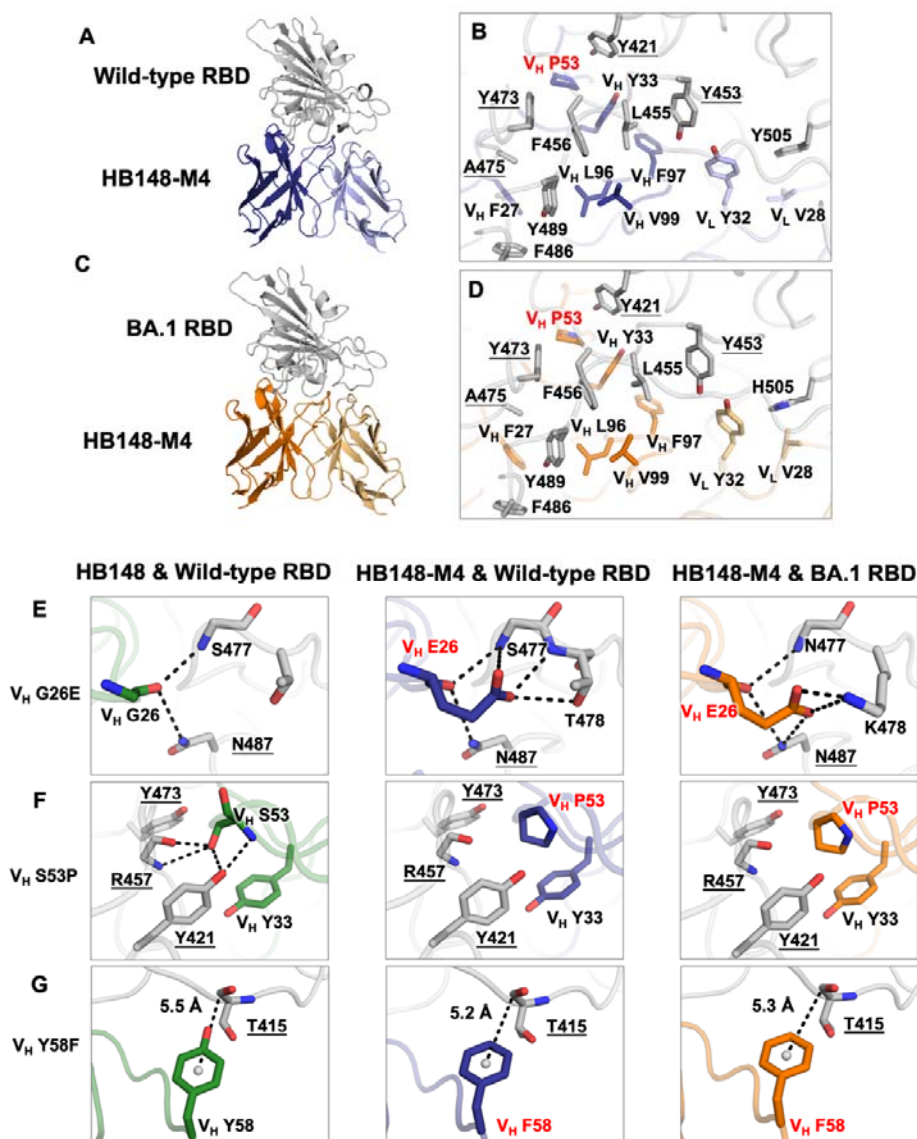 A
Wild-type RBD
HB148-M4
B
Y421
VH P53
VH Y33
Y473
Y453
L455
Y505
F456
A475
VH L96
VH F97
VH F27
VH V99
VL Y32
VL V28
Y489
F486
C
BA.1 RBD
HB148-M4
D
Y421
VH P53
VH Y33
Y473
Y453
L455
H505
F456
A475
VH L96
VH F97
VH F27
Y489
VH V99
VL Y32
VL V28
F486
HB148 & Wild-type RBD
HB148-M4 & Wild-type RBD
HB148-M4 & BA.1 RBD
E
VH G26E
S477
VH G26
N487
VH E26
S477
T478
N487
N477
VH E26
K478
N487
F
VH S53P
Y473
VH S53
R457
VH Y33
Y421
Y473
VH P53
R457
VH Y33
Y421
Y473
VH P53
R457
VH Y33
Y421
G
VH Y58F
5.5 Å
T415
VH Y58
5.2 Å
T415
VH F58
5.3 Å
T415
VH F58